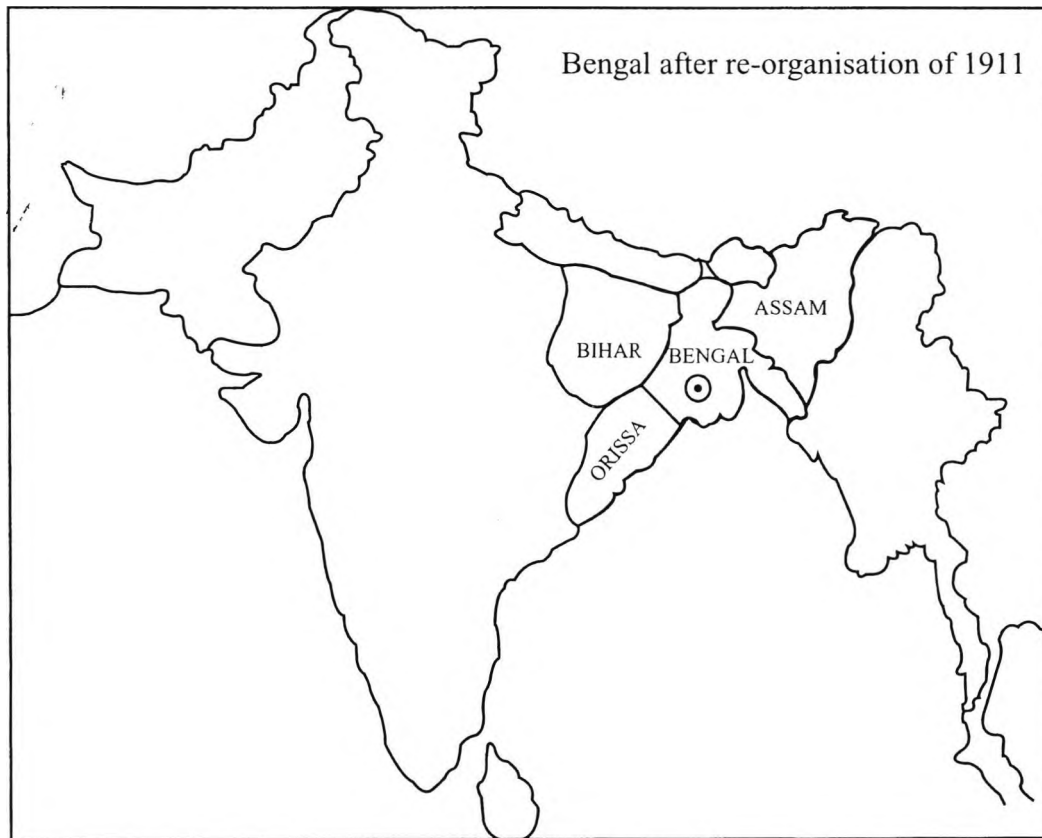 Bengal after re-organisation of 1911
ASSAM
BIHAR
BENGAL
ORISSA